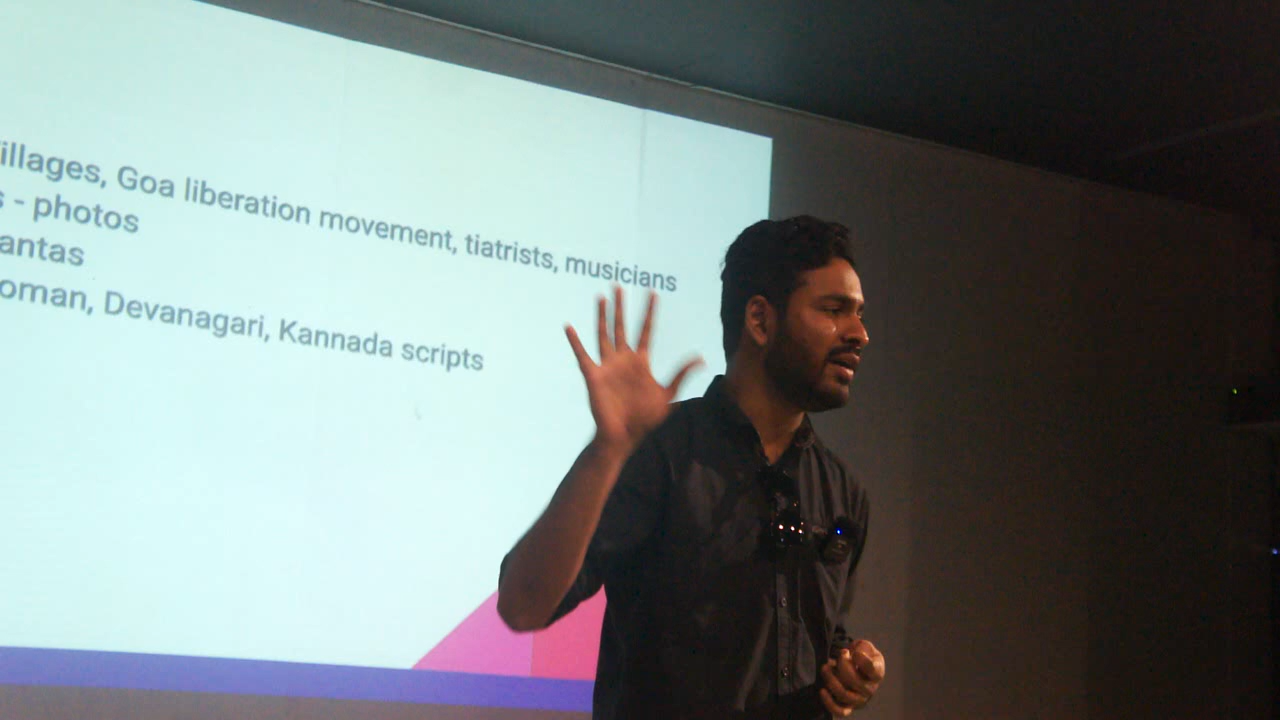 illages, Goa liberation movement, tiatrists, musicians
s - photos
antas
oman, Devanagari, Kannada scripts